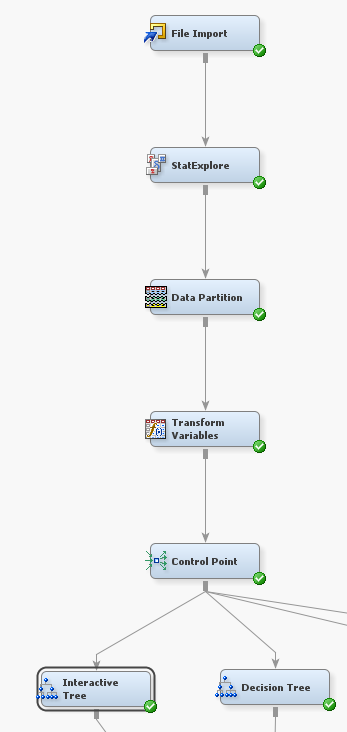 File Import
StatExplore
Data Partition
Transform
Variables
Control Point
Interactive
Tree
Decision Tree